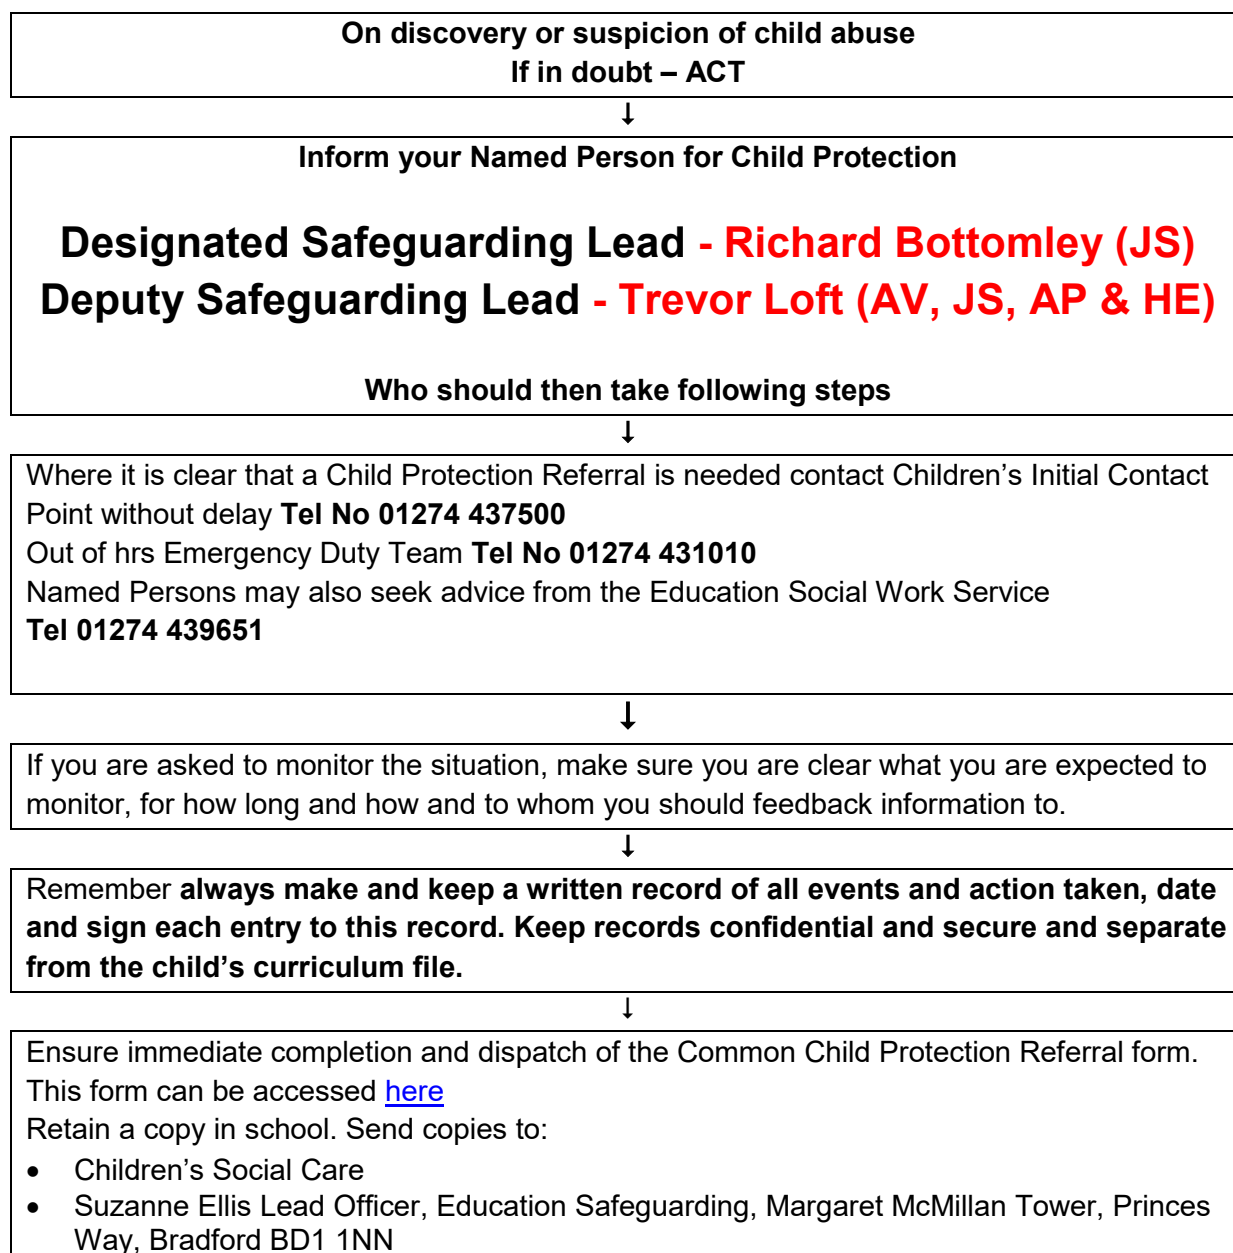 On discovery or suspicion of child abuse
If in doubt – ACT
↓
Inform your Named Person for Child Protection
Designated Safeguarding Lead - Richard Bottomley (JS)
Deputy Safeguarding Lead - Trevor Loft (AV, JS, AP & HE)
Who should then take following steps
↓
Where it is clear that a Child Protection Referral is needed contact Children’s Initial Contact
Point without delay Tel No 01274 437500
Out of hrs Emergency Duty Team Tel No 01274 431010
Named Persons may also seek advice from the Education Social Work Service
Tel 01274 439651
↓
If you are asked to monitor the situation, make sure you are clear what you are expected to
monitor, for how long and how and to whom you should feedback information to.
↓
Remember always make and keep a written record of all events and action taken, date
and sign each entry to this record. Keep records confidential and secure and separate
from the child’s curriculum file.
↓
Ensure immediate completion and dispatch of the Common Child Protection Referral form.
This form can be accessed here
Retain a copy in school. Send copies to:
• Children’s Social Care
• Suzanne Ellis Lead Officer, Education Safeguarding, Margaret McMillan Tower, Princes
Way, Bradford BD1 1NN